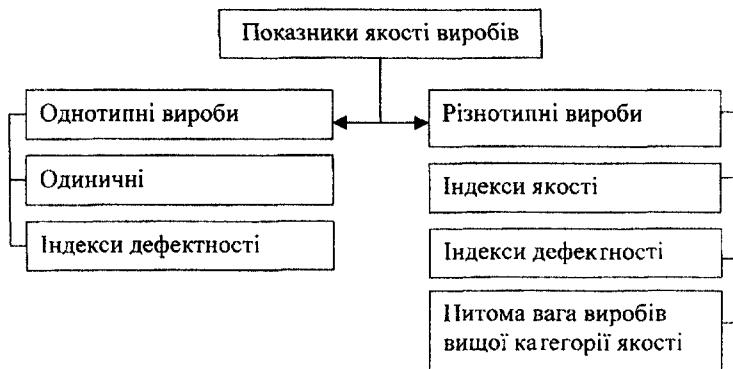 Показники якості виробів
Однотипні вироби
Різнотипні вироби
Одиничні
Індекси якості
Індекси дефектності
Індекси дефектності
Питома вага виробів
вищої категорії якості